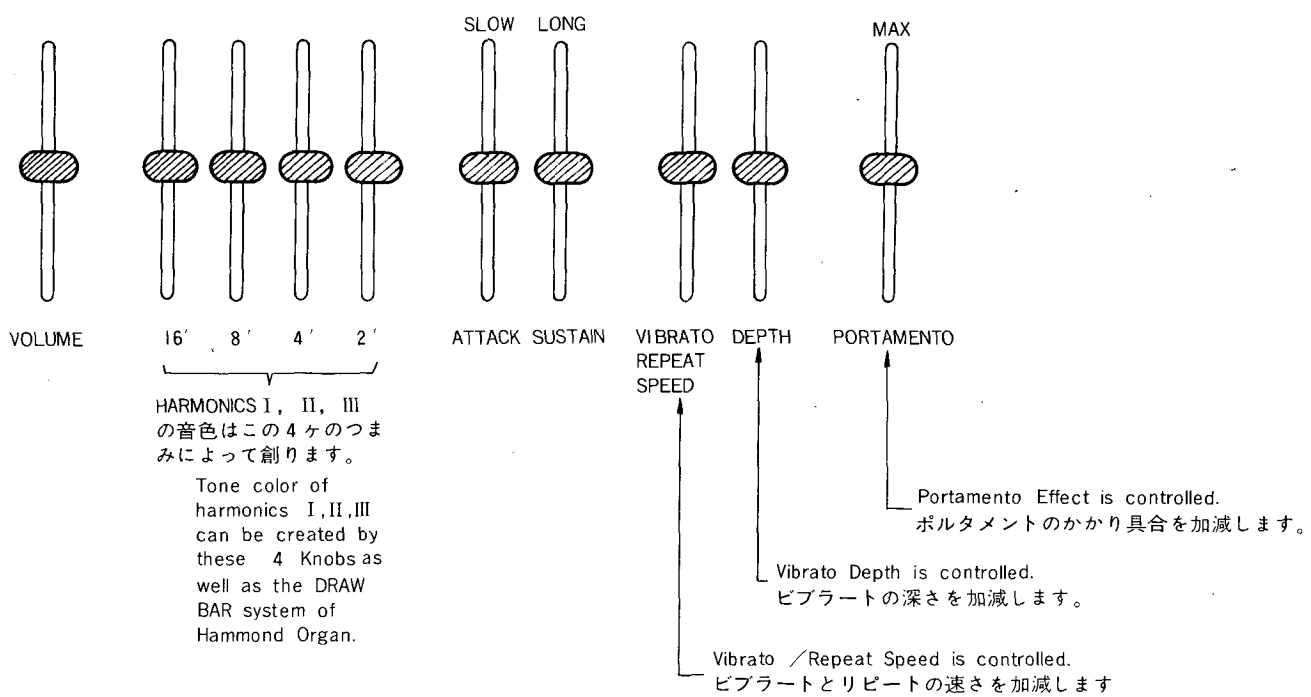 SLOW LONG MAX
VOLUME 16′ 8′ 4′ 2′ ATTACK SUSTAIN VIBRATO DEPTH PORTAMENTO
REPEAT
SPEED
HARMONICS I, II, III
の音色はこの4ヶのつま
みによって創ります。
Tone color of
harmonics I,II,III
can be created by
these 4 Knobs as
well as the DRAW
BAR system of
Hammond Organ.
Portamento Effect is controlled.
ポルタメントのかかり具合を加減します。
Vibrato Depth is controlled.
ビブラートの深さを加減します。
Vibrato /Repeat Speed is controlled.
ビブラートとリピートの速さを加減します